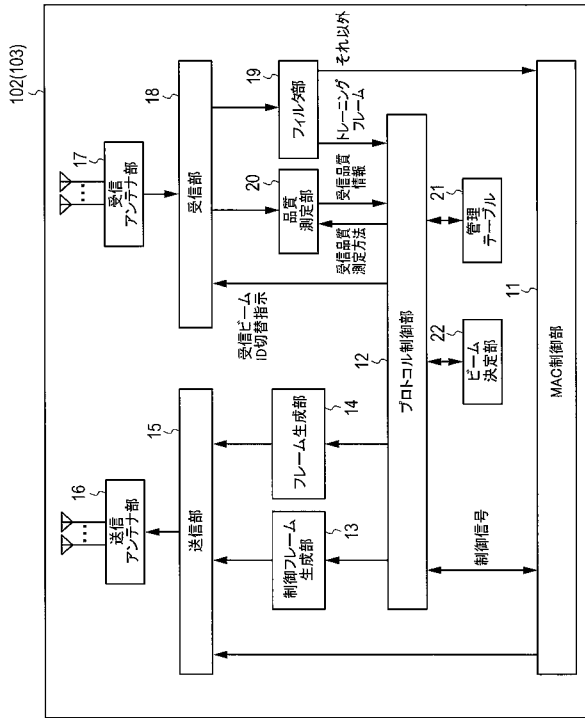 102(103)
16
送信
アンテナ部
17
受信
アンテナ部
15
送信部
18
受信部
13
制御フレーム
生成部
14
フレーム生成部
受信ビーム
ID切替指示
20
品質
測定部
19
フィルタ部
受信品質
測定方法
受信品質
情報
トレーニング
フレーム
それ以外
12
プロトコル制御部
制御信号
22
ビーム
決定部
21
管理
テーブル
11
MAC制御部